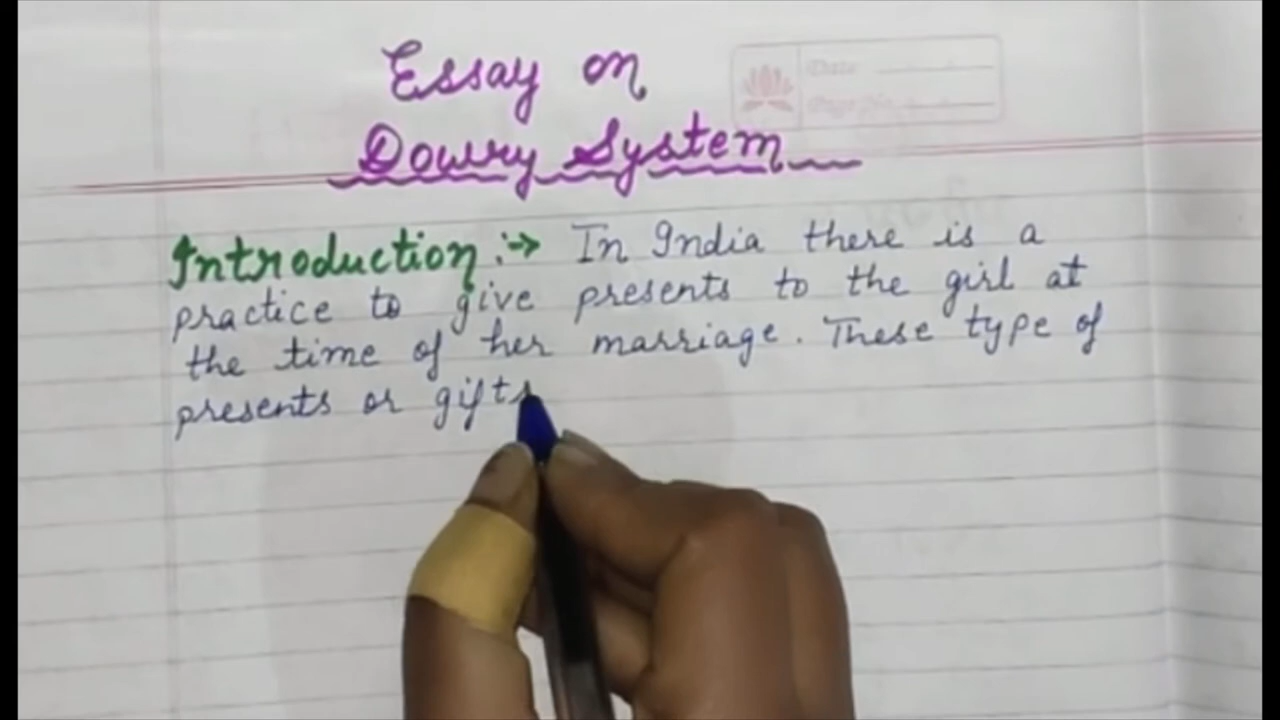 Essay on
Dowry System
Introduction :→ In India there is a
practice to give presents to the girl at
the time of her marriage. These type of
presents or gifts
Date